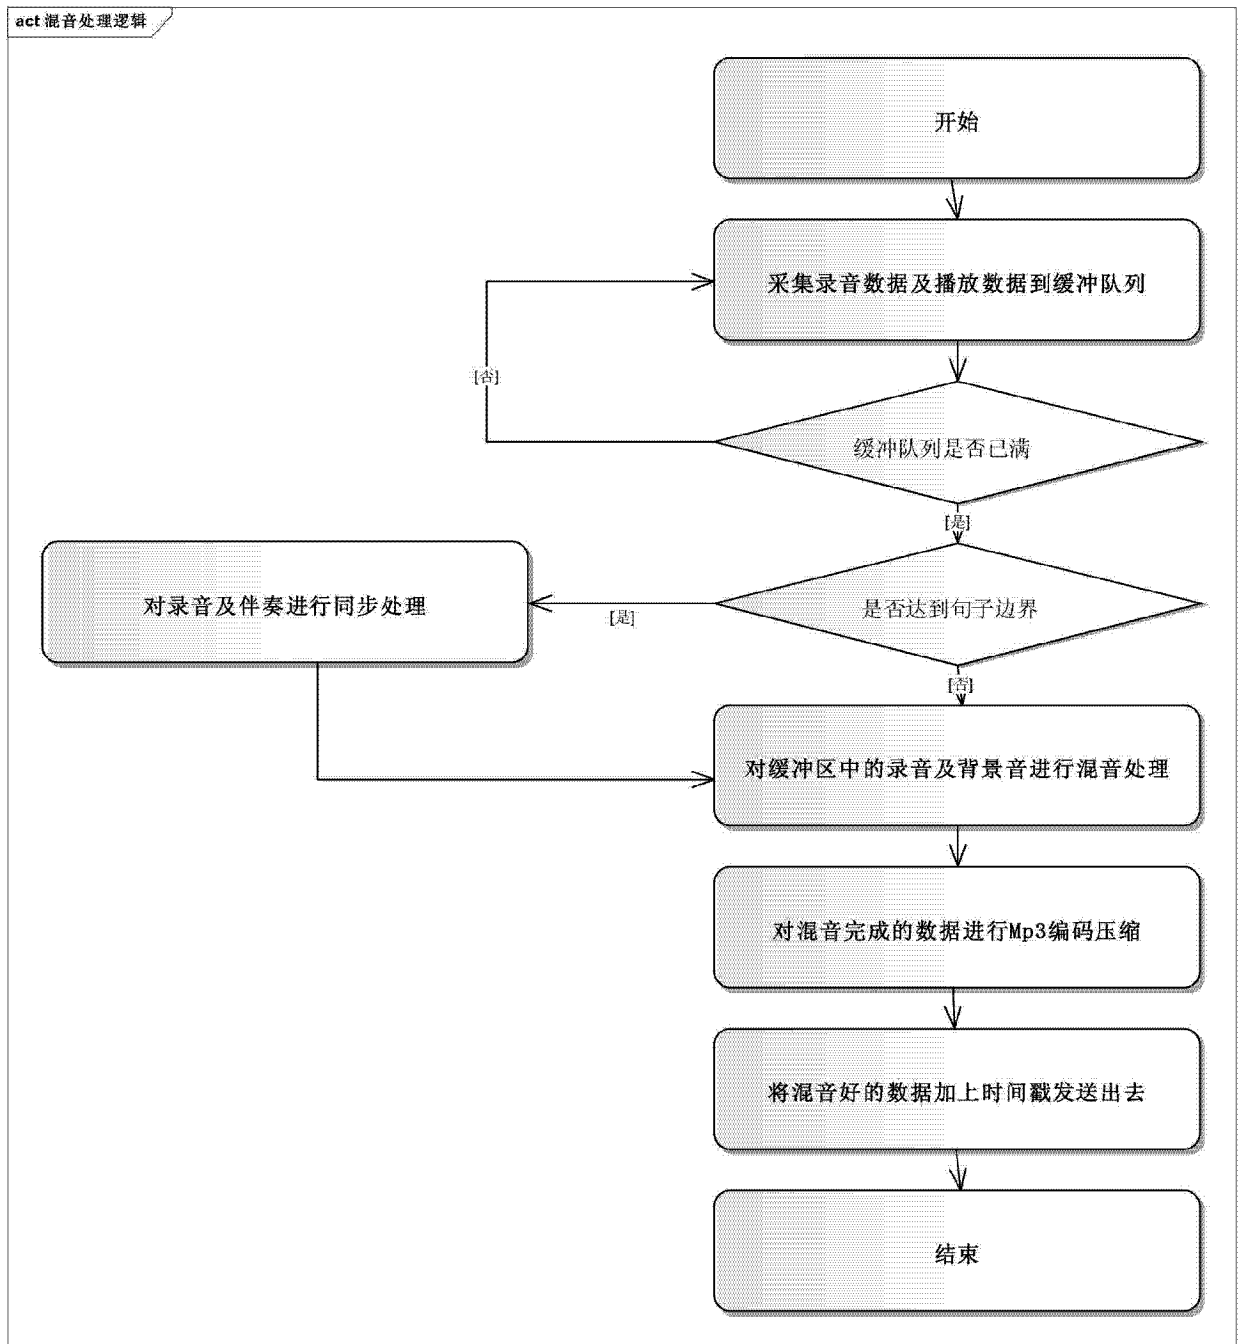 act 混音处理逻辑
开始
采集录音数据及播放数据到缓冲队列
[否]
缓冲队列是否已满
[是]
对录音及伴奏进行同步处理
[是]
是否达到句子边界
[否]
对缓冲区中的录音及背景音进行混音处理
对混音完成的数据进行Mp3编码压缩
将混音好的数据加上时间戳发送出去
结束